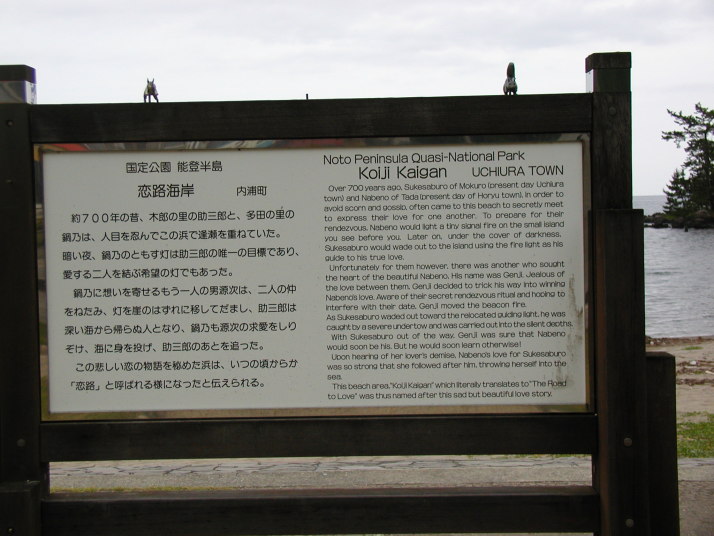 国定公園 能登半島
恋路海岸 内浦町
約７００年の昔、木郎の里の助三郎と、多田の里の
鍋乃は、人目を忍んでこの浜で逢瀬を重ねていた。
暗い夜、鍋乃のともす灯は助三郎の唯一の目標であり、
愛する二人を結ぶ希望の灯でもあった。
鍋乃に想いを寄せるもう一人の男源次は、二人の仲
をねたみ、灯を崖のはずれに移してだまし、助三郎は
深い海から帰らぬ人となり、鍋乃も源次の求愛をしり
ぞけ、海に身を投げ、助三郎のあとを追った。
この悲しい恋の物語を秘めた浜は、いつの頃からか
「恋路」と呼ばれる様になったと伝えられる。
Noto Peninsula Quasi-National Park
Koiji Kaigan UCHIURA TOWN
Over 700 years ago, Sukesaburo of Mokuro (present day Uchiura
town) and Nabeno of Tada (present day of Horyu town), in order to
avoid scorn and gossip, often came to this beach to secretly meet
to express their love for one another. To prepare for their
rendezvous, Nabeno would light a tiny signal fire on the small island
you see before you. Later on, under the cover of darkness,
Sukesaburo would wade out to the island using the fire light as his
guide to his true love.
Unfortunately for them however, there was another who sought
the heart of the beautiful Nabeno. His name was Genji. Jealous of
the love between them, Genji decided to trick his way into winning
Nabeno's love. Aware of their secret rendezvous ritual and hoping to
interfere with their date, Genji moved the beacon fire.
As Sukesaburo waded out toward the relocated guiding light, he was
caught by a severe undertow and was carried out into the silent depths.
With Sukesaburo out of the way, Genji was sure that Nabeno
would soon be his. But he would soon learn otherwise!
Upon hearing of her lover's demise, Nabeno's love for Sukesaburo
was so strong that she followed after him, throwing herself into the
sea.
This beach area, "Koiji Kaigan" which literally translates to "The Road
to Love" was thus named after this sad but beautiful love story.